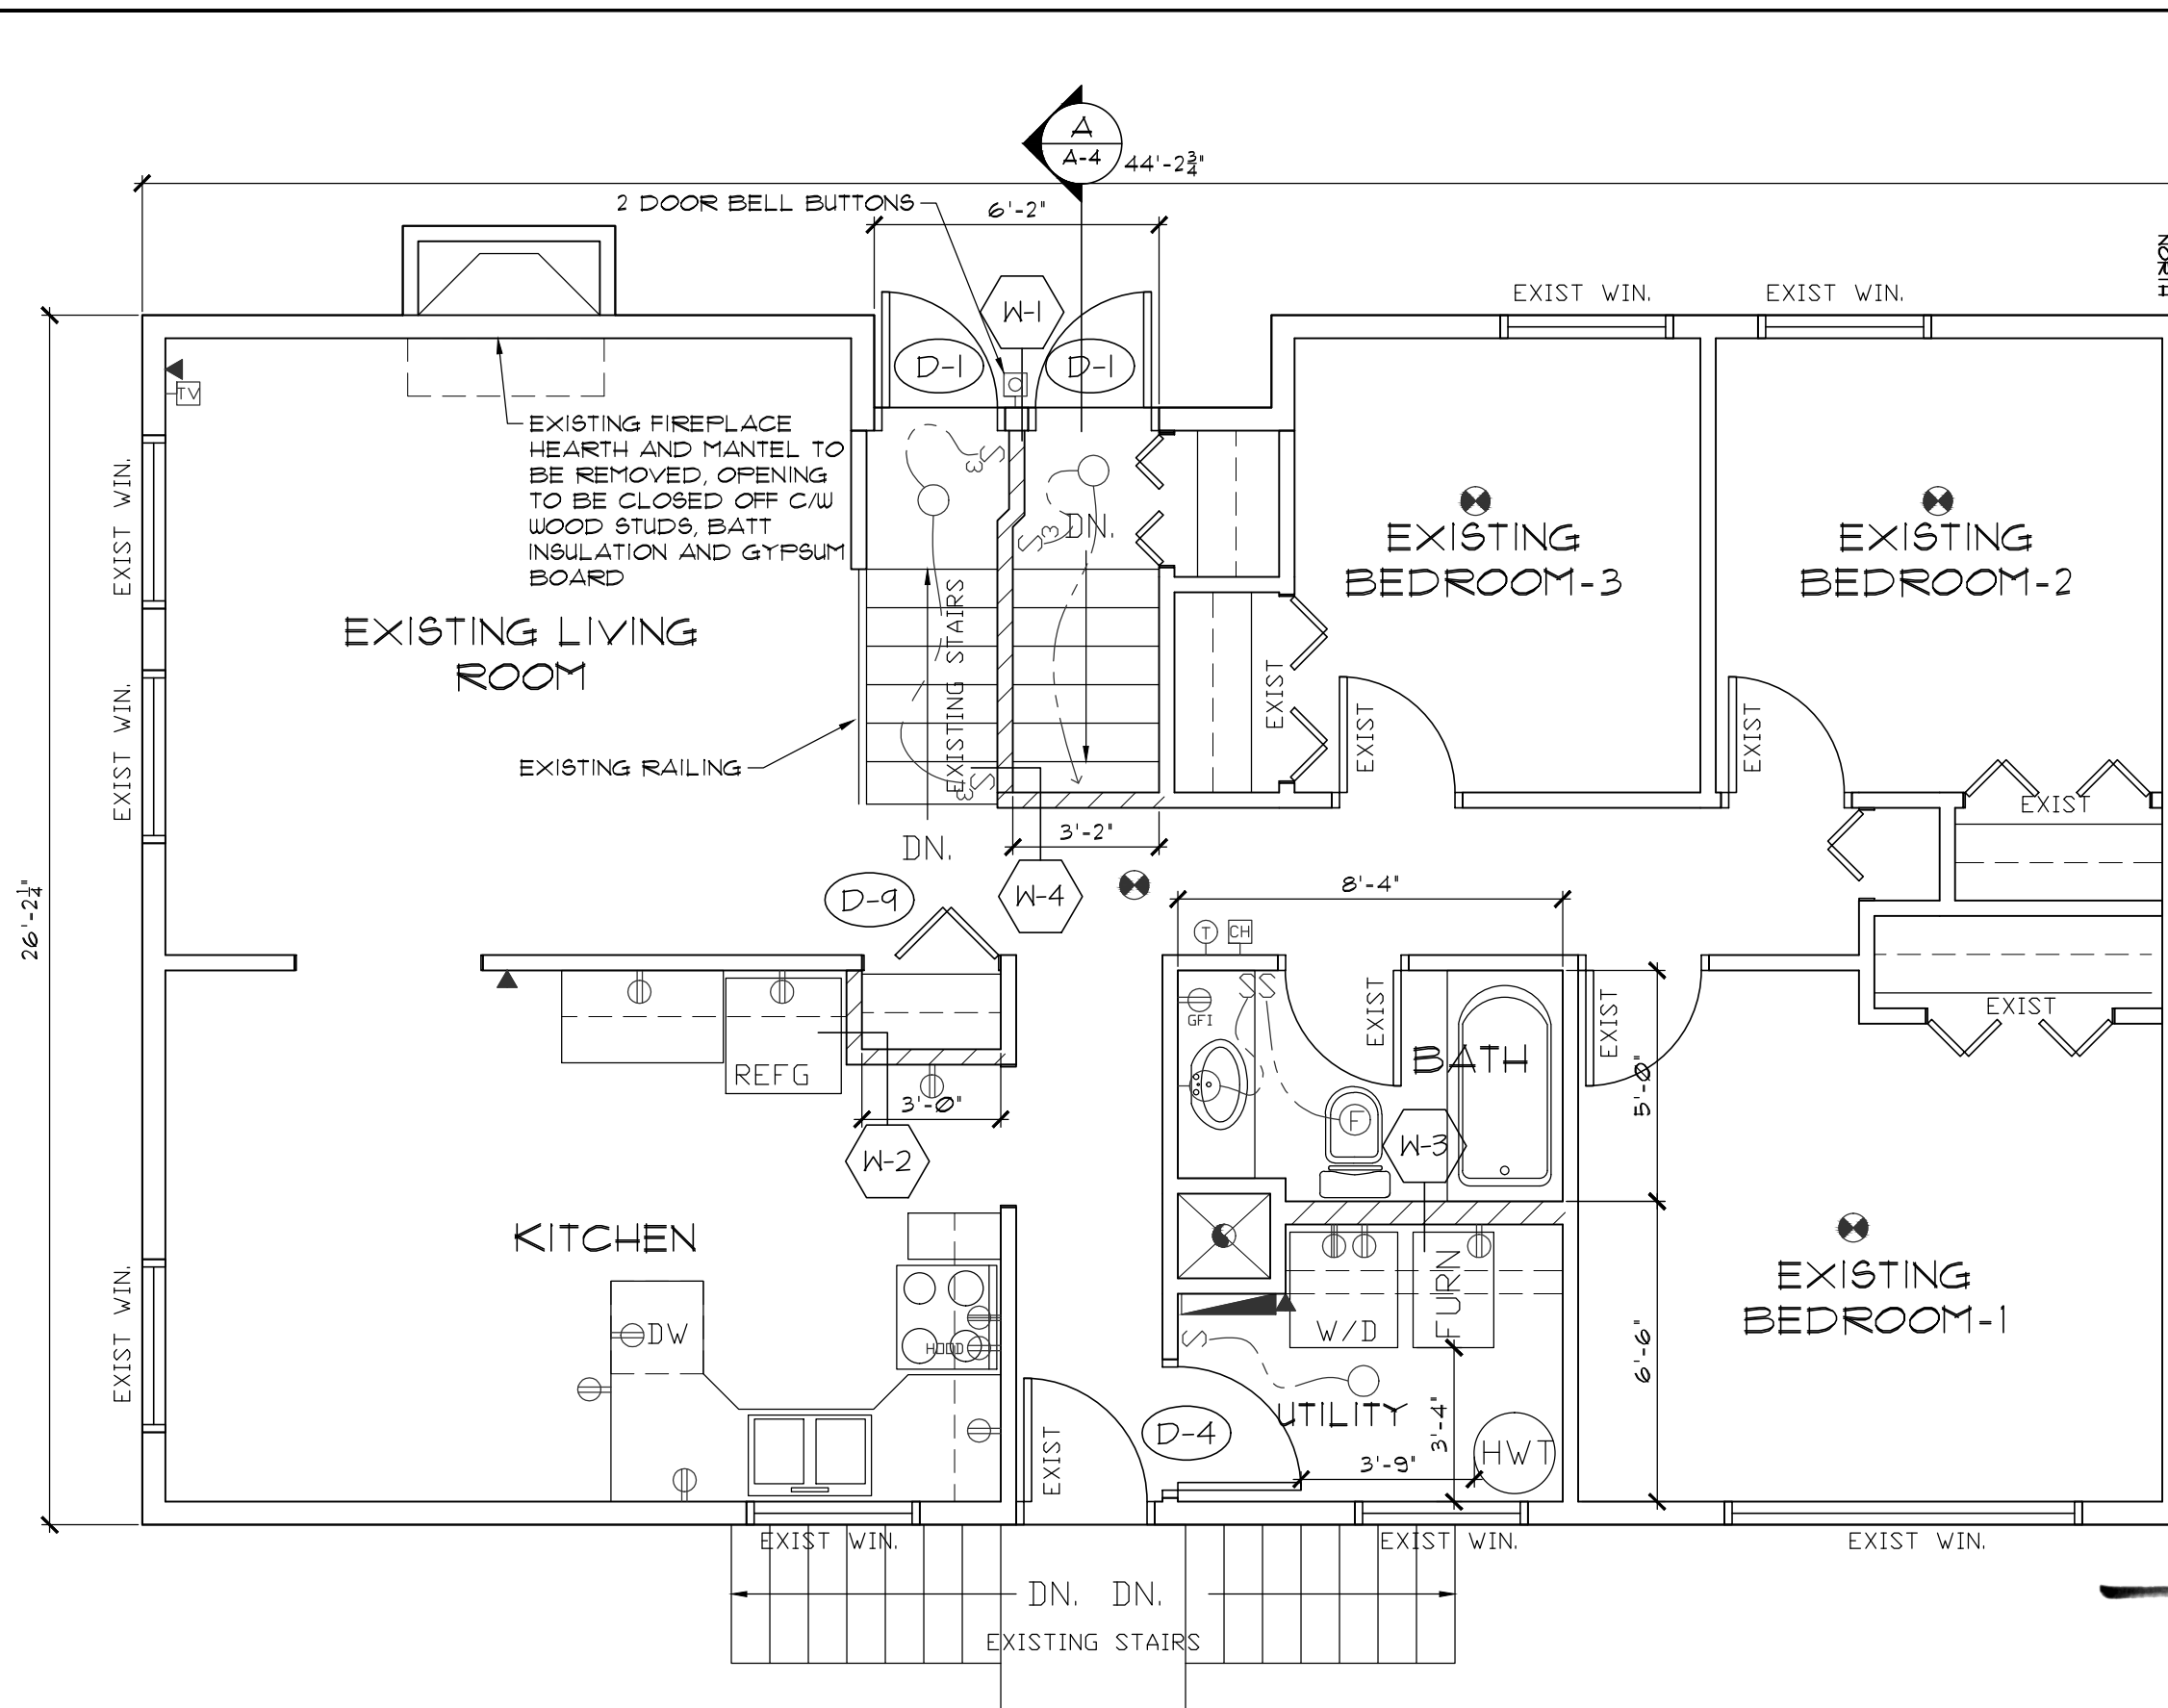 A
A-4
44'-2¾"
2 DOOR BELL BUTTONS
6'-2"
EXIST WIN.
EXIST WIN.
W-1
D-1
D-1
TV
EXISTING FIREPLACE
HEARTH AND MANTEL TO
BE REMOVED, OPENING
TO BE CLOSED OFF C/W
WOOD STUDS, BATT
INSULATION AND GYPSUM
BOARD
EXIST WIN.
S3
S3
DN.
EXISTING
BEDROOM-3
EXISTING
BEDROOM-2
EXISTING LIVING
ROOM
EXISTING STAIRS
EXIST
EXIST
EXIST
EXIST WIN.
EXISTING RAILING
S3
EXIST
3'-2"
DN.
26'-2¼"
D-9
W-4
8'-4"
T
CH
S S
GFI
EXIST
EXIST
EXIST
REFG
BATH
5'-0"
3'-0"
F
W-2
W-3
KITCHEN
EXISTING
BEDROOM-1
EXIST WIN.
DW
HOOD
FURN
W/D
S
6'-6"
UTILITY
3'-4"
D-4
EXIST
3'-9"
HWT
EXIST WIN.
EXIST WIN.
EXIST WIN.
DN. DN.
EXISTING STAIRS